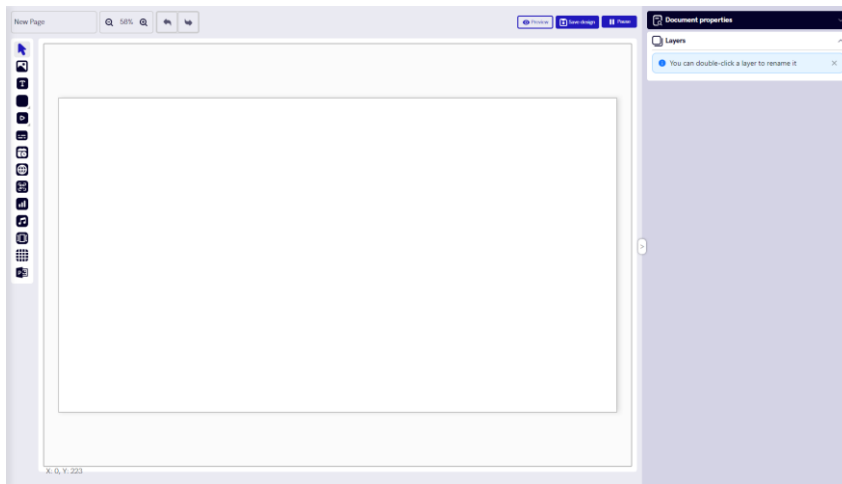 New Page
58%
Preview
Save design
Pause
Document properties
Layers
You can double-click a layer to rename it
X: 0, Y: 223